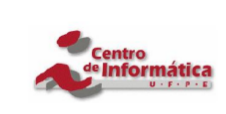 Centro
de Informática
U · F · P · E